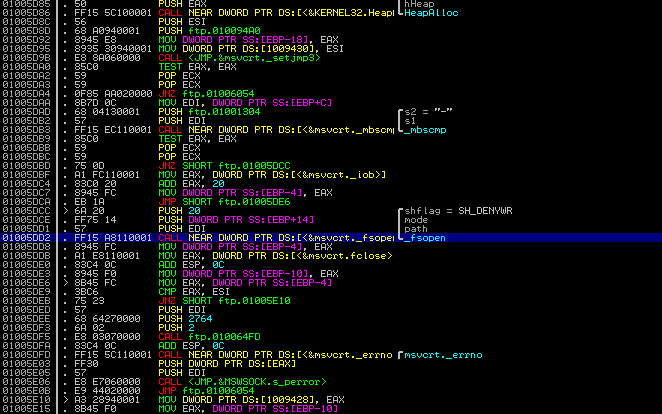 01005D85 . 50 PUSH EAX hHeap
01005D86 . FF15 5C100001 CALL NEAR DWORD PTR DS:[<&KERNEL32.Heap HeapAlloc
01005D8C . 56 PUSH ESI
01005D8D . 68 A0940001 PUSH ftp.010094A0
01005D92 . 8945 E8 MOV DWORD PTR SS:[EBP-18], EAX
01005D95 . 8935 30940001 MOV DWORD PTR DS:[1009430], ESI
01005D9B . E8 8A060000 CALL <JMP.&msvcrt._setjmp3>
01005DA0 . 85C0 TEST EAX, EAX
01005DA2 . 59 POP ECX
01005DA3 . 59 POP ECX
01005DA4 . 0F85 AA020000 JNZ ftp.01006054
01005DAA . 8B7D 0C MOV EDI, DWORD PTR SS:[EBP+C]
01005DAD . 68 04130001 PUSH ftp.01001304 s2 = "-"
01005DB2 . 57 PUSH EDI s1
01005DB3 . FF15 EC110001 CALL NEAR DWORD PTR DS:[<&msvcrt._mbscm _mbscmp
01005DB9 . 85C0 TEST EAX, EAX
01005DBB . 59 POP ECX
01005DBC . 59 POP ECX
01005DBD . 75 0D JNZ SHORT ftp.01005DCC
01005DBF . A1 FC110001 MOV EAX, DWORD PTR DS:[<&msvcrt._iob>]
01005DC4 . 83C0 20 ADD EAX, 20
01005DC7 . 8945 FC MOV DWORD PTR SS:[EBP-4], EAX
01005DCA . EB 1A JMP SHORT ftp.01005DE6
01005DCC > 6A 20 PUSH 20 shflag = SH_DENYWR
01005DCE . FF75 14 PUSH DWORD PTR SS:[EBP+14] mode
01005DD1 . 57 PUSH EDI path
01005DD2 . FF15 A8110001 CALL NEAR DWORD PTR DS:[<&msvcrt._fsope _fsopen
01005DD8 . 8945 FC MOV DWORD PTR SS:[EBP-4], EAX
01005DDB . A1 E8110001 MOV EAX, DWORD PTR DS:[<&msvcrt.fclose>]
01005DE0 . 83C4 0C ADD ESP, 0C
01005DE3 . 8945 F0 MOV DWORD PTR SS:[EBP-10], EAX
01005DE6 > 8B45 FC MOV EAX, DWORD PTR SS:[EBP-4]
01005DE9 . 3BC6 CMP EAX, ESI
01005DEB . 75 23 JNZ SHORT ftp.01005E10
01005DED . 57 PUSH EDI
01005DEE . 68 64270000 PUSH 2764
01005DF3 . 6A 02 PUSH 2
01005DF5 . E8 03070000 CALL ftp.010064FD
01005DFA . 83C4 0C ADD ESP, 0C
01005DFD . FF15 5C110001 CALL NEAR DWORD PTR DS:[<&msvcrt._errno msvcrt._errno
01005E03 . FF30 PUSH DWORD PTR DS:[EAX]
01005E05 . 57 PUSH EDI
01005E06 . E8 E7060000 CALL <JMP.&MSWSOCK.s_perror>
01005E0B . E9 44020000 JMP ftp.01006054
01005E10 > A3 28940001 MOV DWORD PTR DS:[1009428], EAX
01005E15 . 8B45 F0 MOV EAX, DWORD PTR SS:[EBP-10]